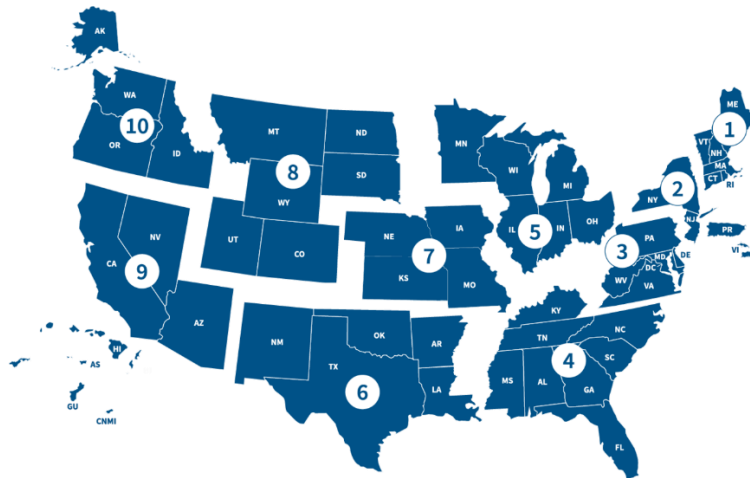 AK
WA
10
OR
ID
MT
ND
8
SD
WY
UT
CO
MN
WI
MI
5
IL
IN
OH
ME
1
VT
NH
MA
CT
RI
2
NY
NJ
PR
VI
3
PA
MD
DE
DC
WV
VA
NE
IA
7
KS
MO
NV
CA
9
AZ
HI
AS
GU
CNMI
NM
OK
AR
TX
6
LA
KY
TN
NC
4
SC
MS
AL
GA
FL